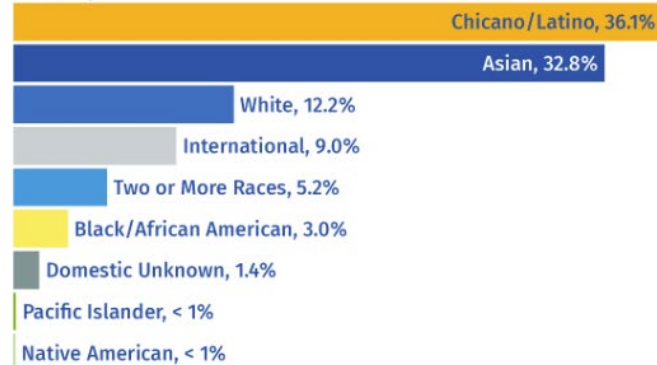 Chicano/Latino, 36.1%
Asian, 32.8%
White, 12.2%
International, 9.0%
Two or More Races, 5.2%
Black/African American, 3.0%
Domestic Unknown, 1.4%
Pacific Islander, < 1%
Native American, < 1%